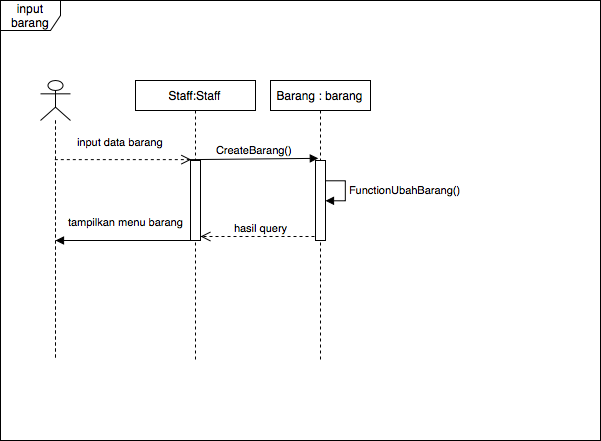 input
barang
Staff:Staff
Barang : barang
input data barang
CreateBarang()
FunctionUbahBarang()
tampilkan menu barang
hasil query